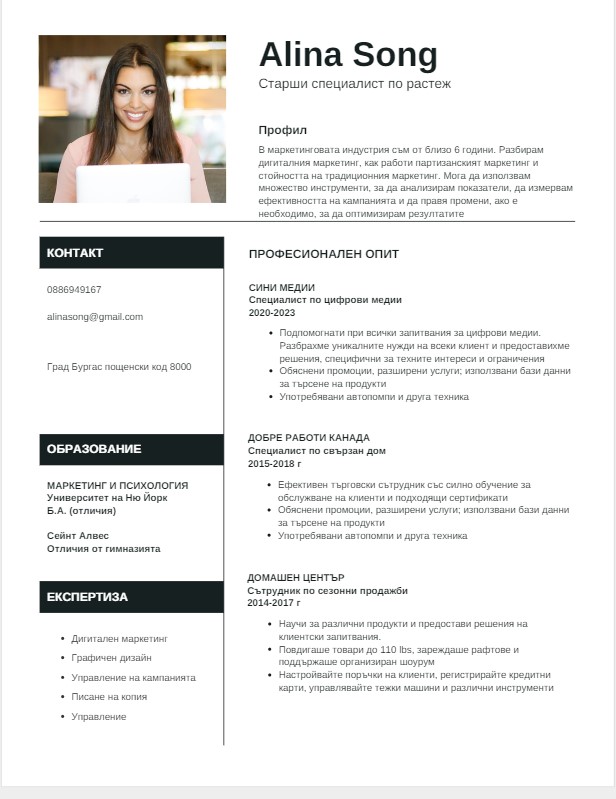 Alina Song
Старши специалист по растеж
Профил
В маркетинговата индустрия съм от близо 6 години. Разбирам
дигиталния маркетинг, как работи партизанският маркетинг и
стойността на традиционния маркетинг. Мога да използвам
множество инструменти, за да анализирам показатели, да измервам
ефективността на кампанията и да правя промени, ако е
необходимо, за да оптимизирам резултатите
КОНТАКТ
0886949167
alinasong@gmail.com
Град Бургас пощенски код 8000
ОБРАЗОВАНИЕ
МАРКЕТИНГ И ПСИХОЛОГИЯ
Университет на Ню Йорк
Б.А. (отличия)
Сейнт Алвес
Отличия от гимназията
ЕКСПЕРТИЗА
• Дигитален маркетинг
• Графичен дизайн
• Управление на кампанията
• Писане на копия
• Управление
ПРОФЕСИОНАЛЕН ОПИТ
СИНИ МЕДИИ
Специалист по цифрови медии
2020-2023
• Подпомогнати при всички запитвания за цифрови медии.
Разбрахме уникалните нужди на всеки клиент и предоставихме
решения, специфични за техните интереси и ограничения
• Обяснени промоции, разширени услуги; използвани бази данни
за търсене на продукти
• Употребявани автопомпи и друга техника
ДОБРЕ РАБОТИ КАНАДА
Специалист по свързан дом
2015-2018 г
• Ефективен търговски сътрудник със силно обучение за
обслужване на клиенти и подходящи сертификати
• Обяснени промоции, разширени услуги; използвани бази данни
за търсене на продукти
• Употребявани автопомпи и друга техника
ДОМАШЕН ЦЕНТЪР
Сътрудник по сезонни продажби
2014-2017 г
• Научи за различни продукти и предостави решения на
клиентски запитвания.
• Повдигаше товари до 110 lbs, зареждаше рафтове и
поддържаше организиран шоурум
• Настройвайте поръчки на клиенти, регистрирайте кредитни
карти, управлявайте тежки машини и различни инструменти